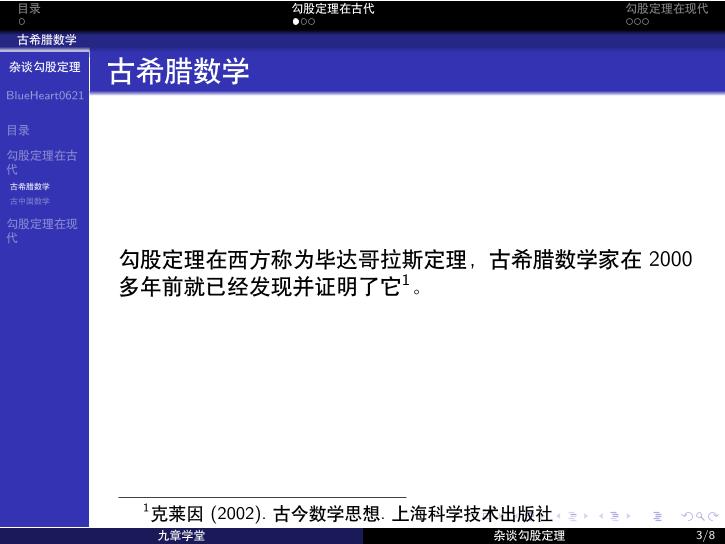 目录
勾股定理在古代
勾股定理在现代
古希腊数学
杂谈勾股定理
BlueHeart0621
目录
勾股定理在古
代
古希腊数学
古中国数学
勾股定理在现
代
古希腊数学
勾股定理在西方称为毕达哥拉斯定理，古希腊数学家在 2000
多年前就已经发现并证明了它1。
1克莱因 (2002). 古今数学思想. 上海科学技术出版社
九章学堂
杂谈勾股定理
3/8